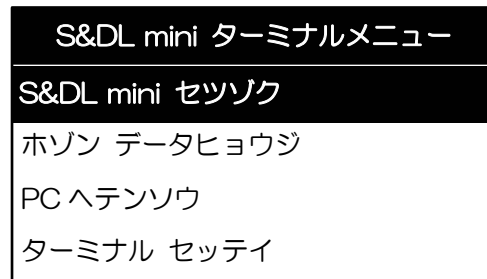 S&DL mini ターミナルメニュー
S&DL mini セツゾク
ホゾン データヒョウジ
PC ヘテンソウ
ターミナル セッテイ